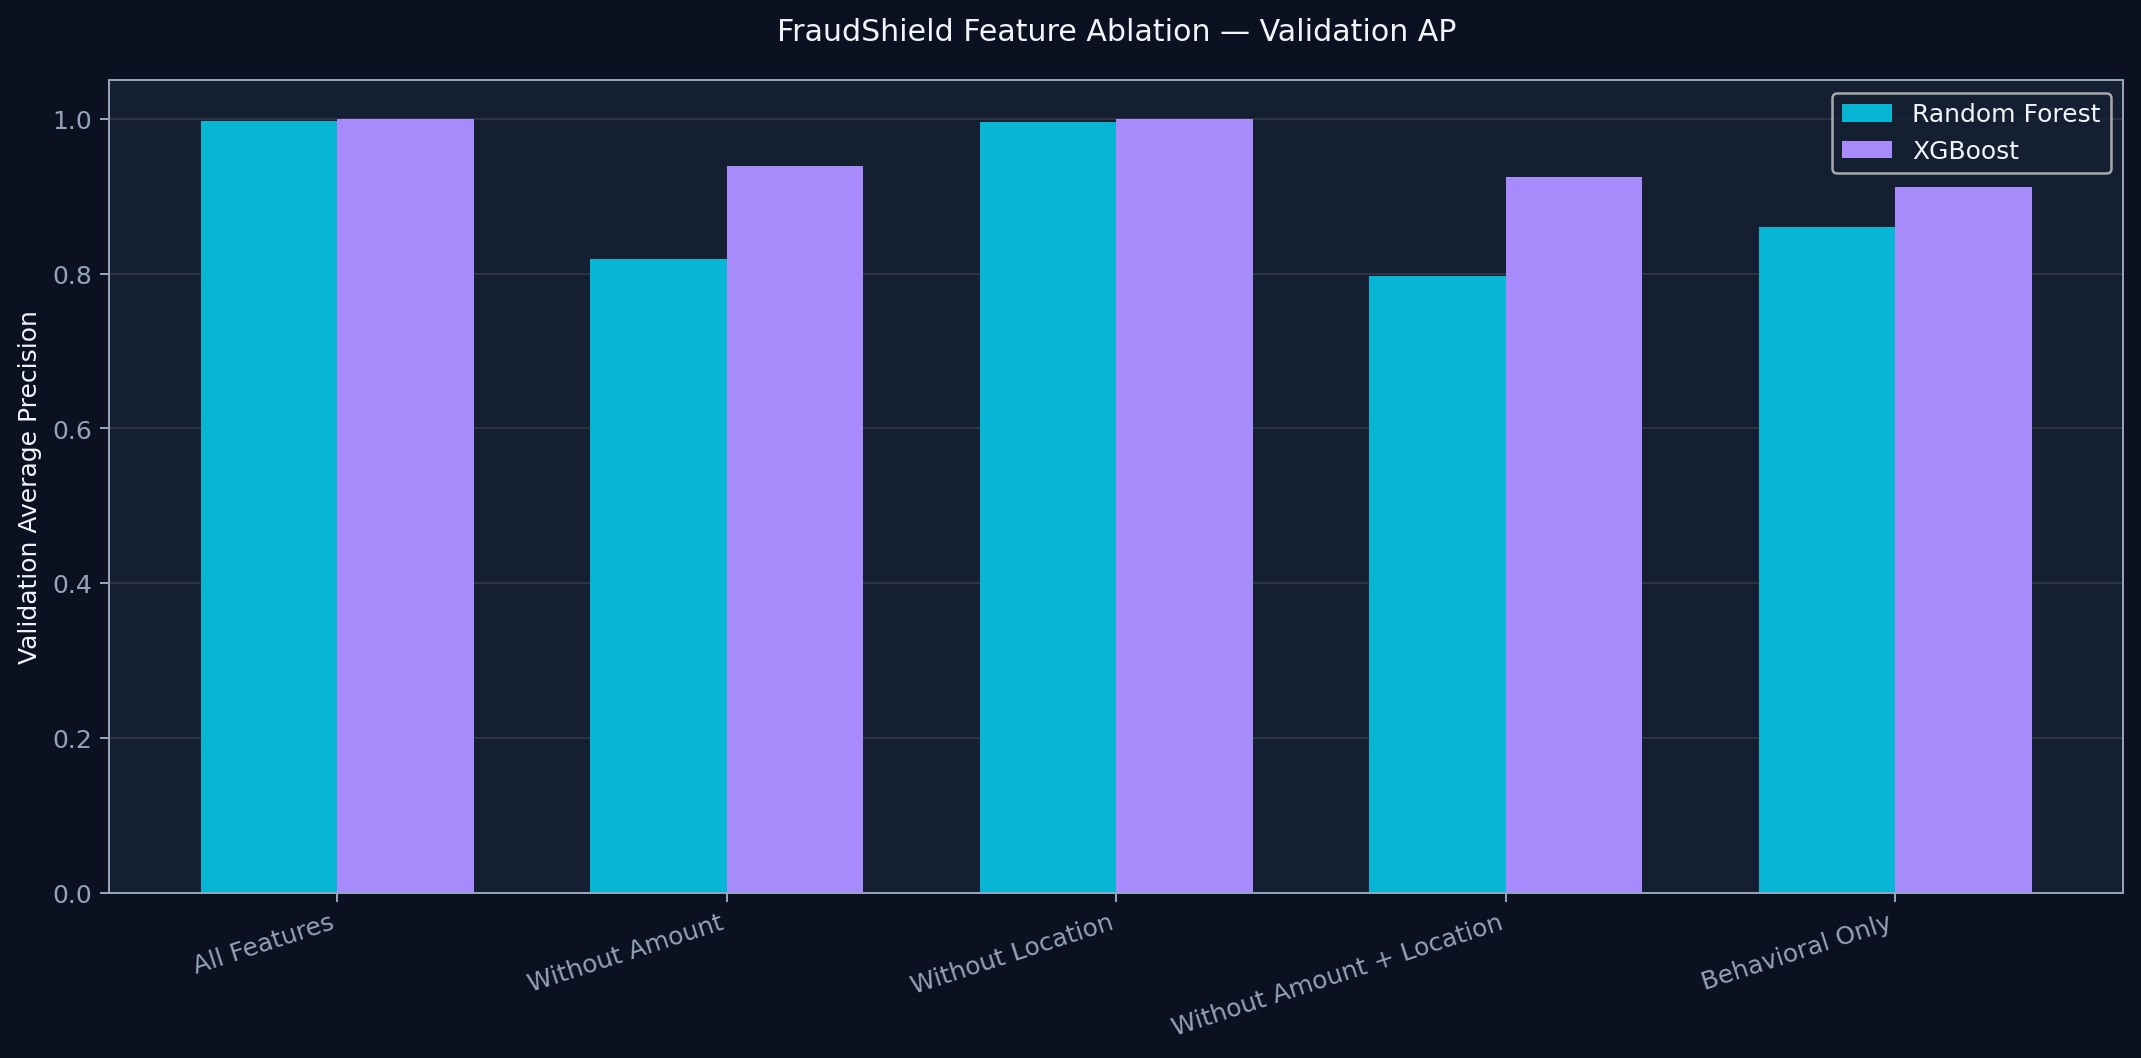 FraudShield Feature Ablation — Validation AP
Random Forest
XGBoost
Validation Average Precision
1.0
0.8
0.6
0.4
0.2
0.0
All Features
Without Amount
Without Location
Without Amount + Location
Behavioral Only